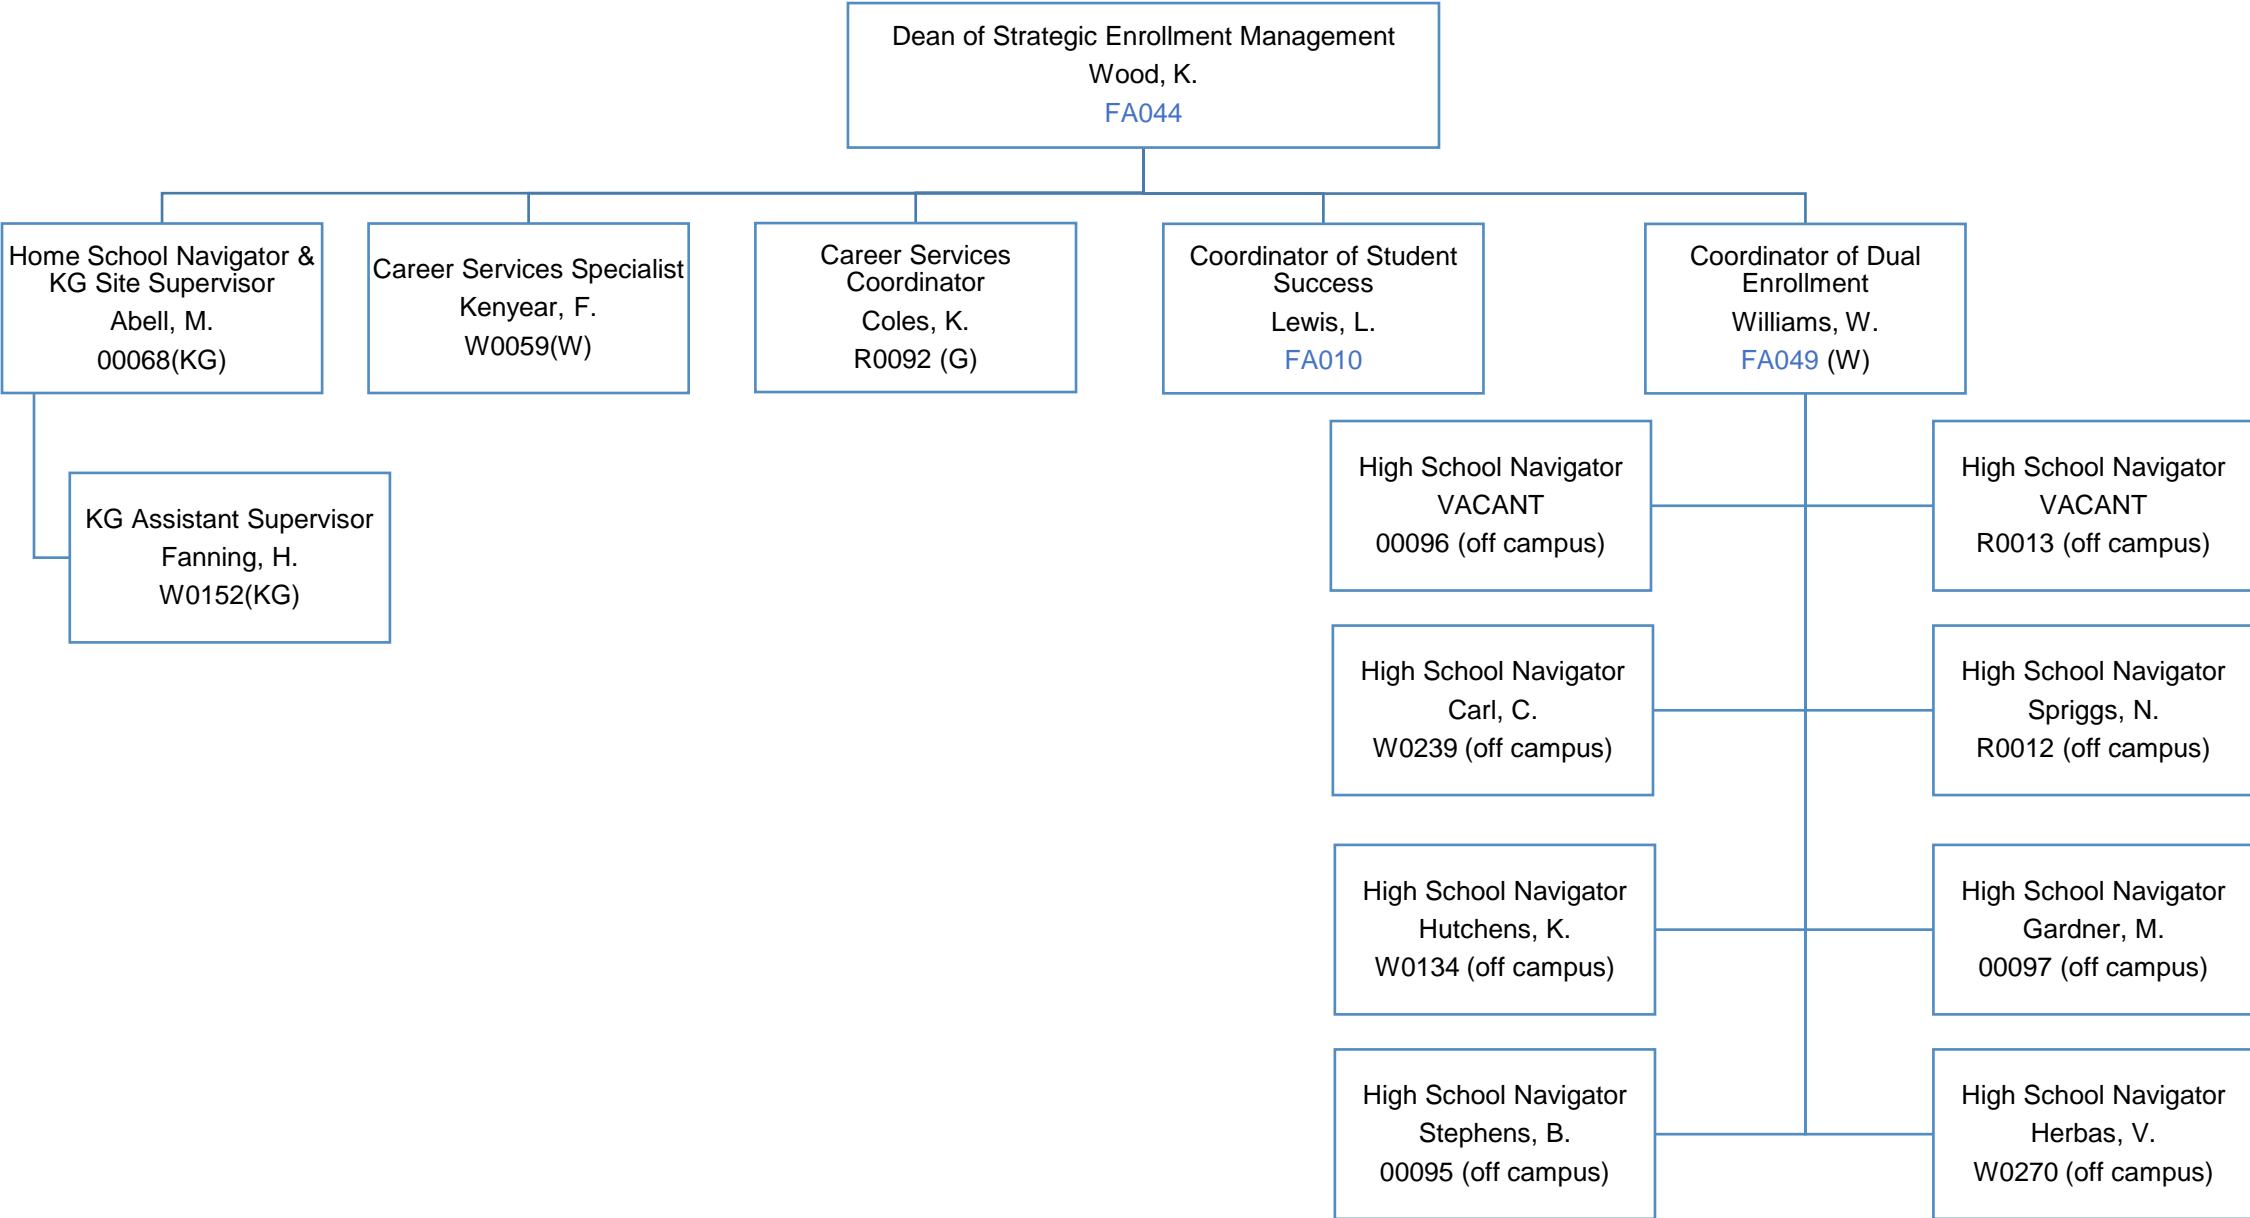 Dean of Strategic Enrollment Management
Wood, K.
FA044
Home School Navigator &
KG Site Supervisor
Abell, M.
00068(KG)
Career Services Specialist
Kenyear, F.
W0059(W)
Career Services
Coordinator
Coles, K.
R0092 (G)
Coordinator of Student
Success
Lewis, L.
FA010
Coordinator of Dual
Enrollment
Williams, W.
FA049 (W)
KG Assistant Supervisor
Fanning, H.
W0152(KG)
High School Navigator
VACANT
00096 (off campus)
High School Navigator
VACANT
R0013 (off campus)
High School Navigator
Carl, C.
W0239 (off campus)
High School Navigator
Spriggs, N.
R0012 (off campus)
High School Navigator
Hutchens, K.
W0134 (off campus)
High School Navigator
Gardner, M.
00097 (off campus)
High School Navigator
Stephens, B.
00095 (off campus)
High School Navigator
Herbas, V.
W0270 (off campus)